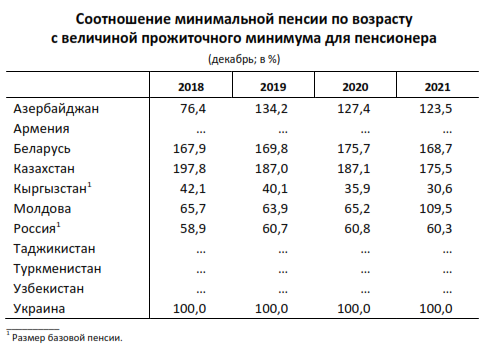 Соотношение минимальной пенсии по возрасту
с величиной прожиточного минимума для пенсионера
(декабрь; в %)
2018 2019 2020 2021
Азербайджан 76,4 134,2 127,4 123,5
Армения ... ... ... ...
Беларусь 167,9 169,8 175,7 168,7
Казахстан 197,8 187,0 187,1 175,5
Кыргызстан¹ 42,1 40,1 35,9 30,6
Молдова 65,7 63,9 65,2 109,5
Россия¹ 58,9 60,7 60,8 60,3
Таджикистан ... ... ... ...
Туркменистан ... ... ... ...
Узбекистан ... ... ... ...
Украина 100,0 100,0 100,0 100,0
¹ Размер базовой пенсии.